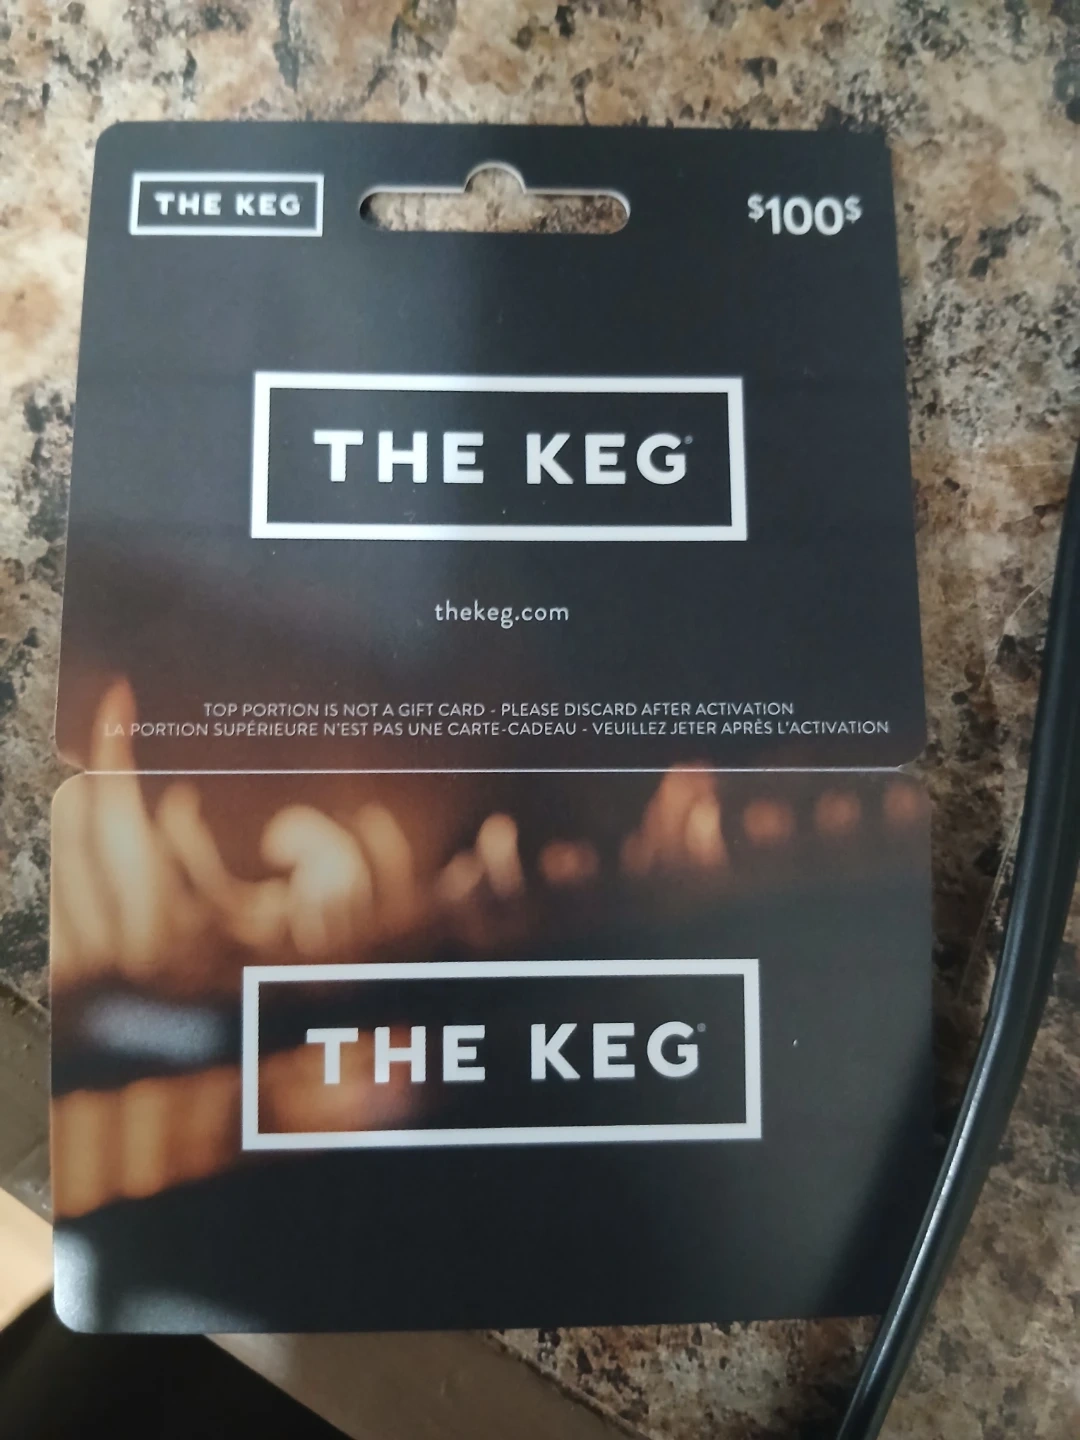 THE KEG
$100$
THE KEG®
thekeg.com
TOP PORTION IS NOT A GIFT CARD - PLEASE DISCARD AFTER ACTIVATION
LA PORTION SUPÉRIEURE N'EST PAS UNE CARTE-CADEAU - VEUILLEZ JETER APRÈS L'ACTIVATION
THE KEG®